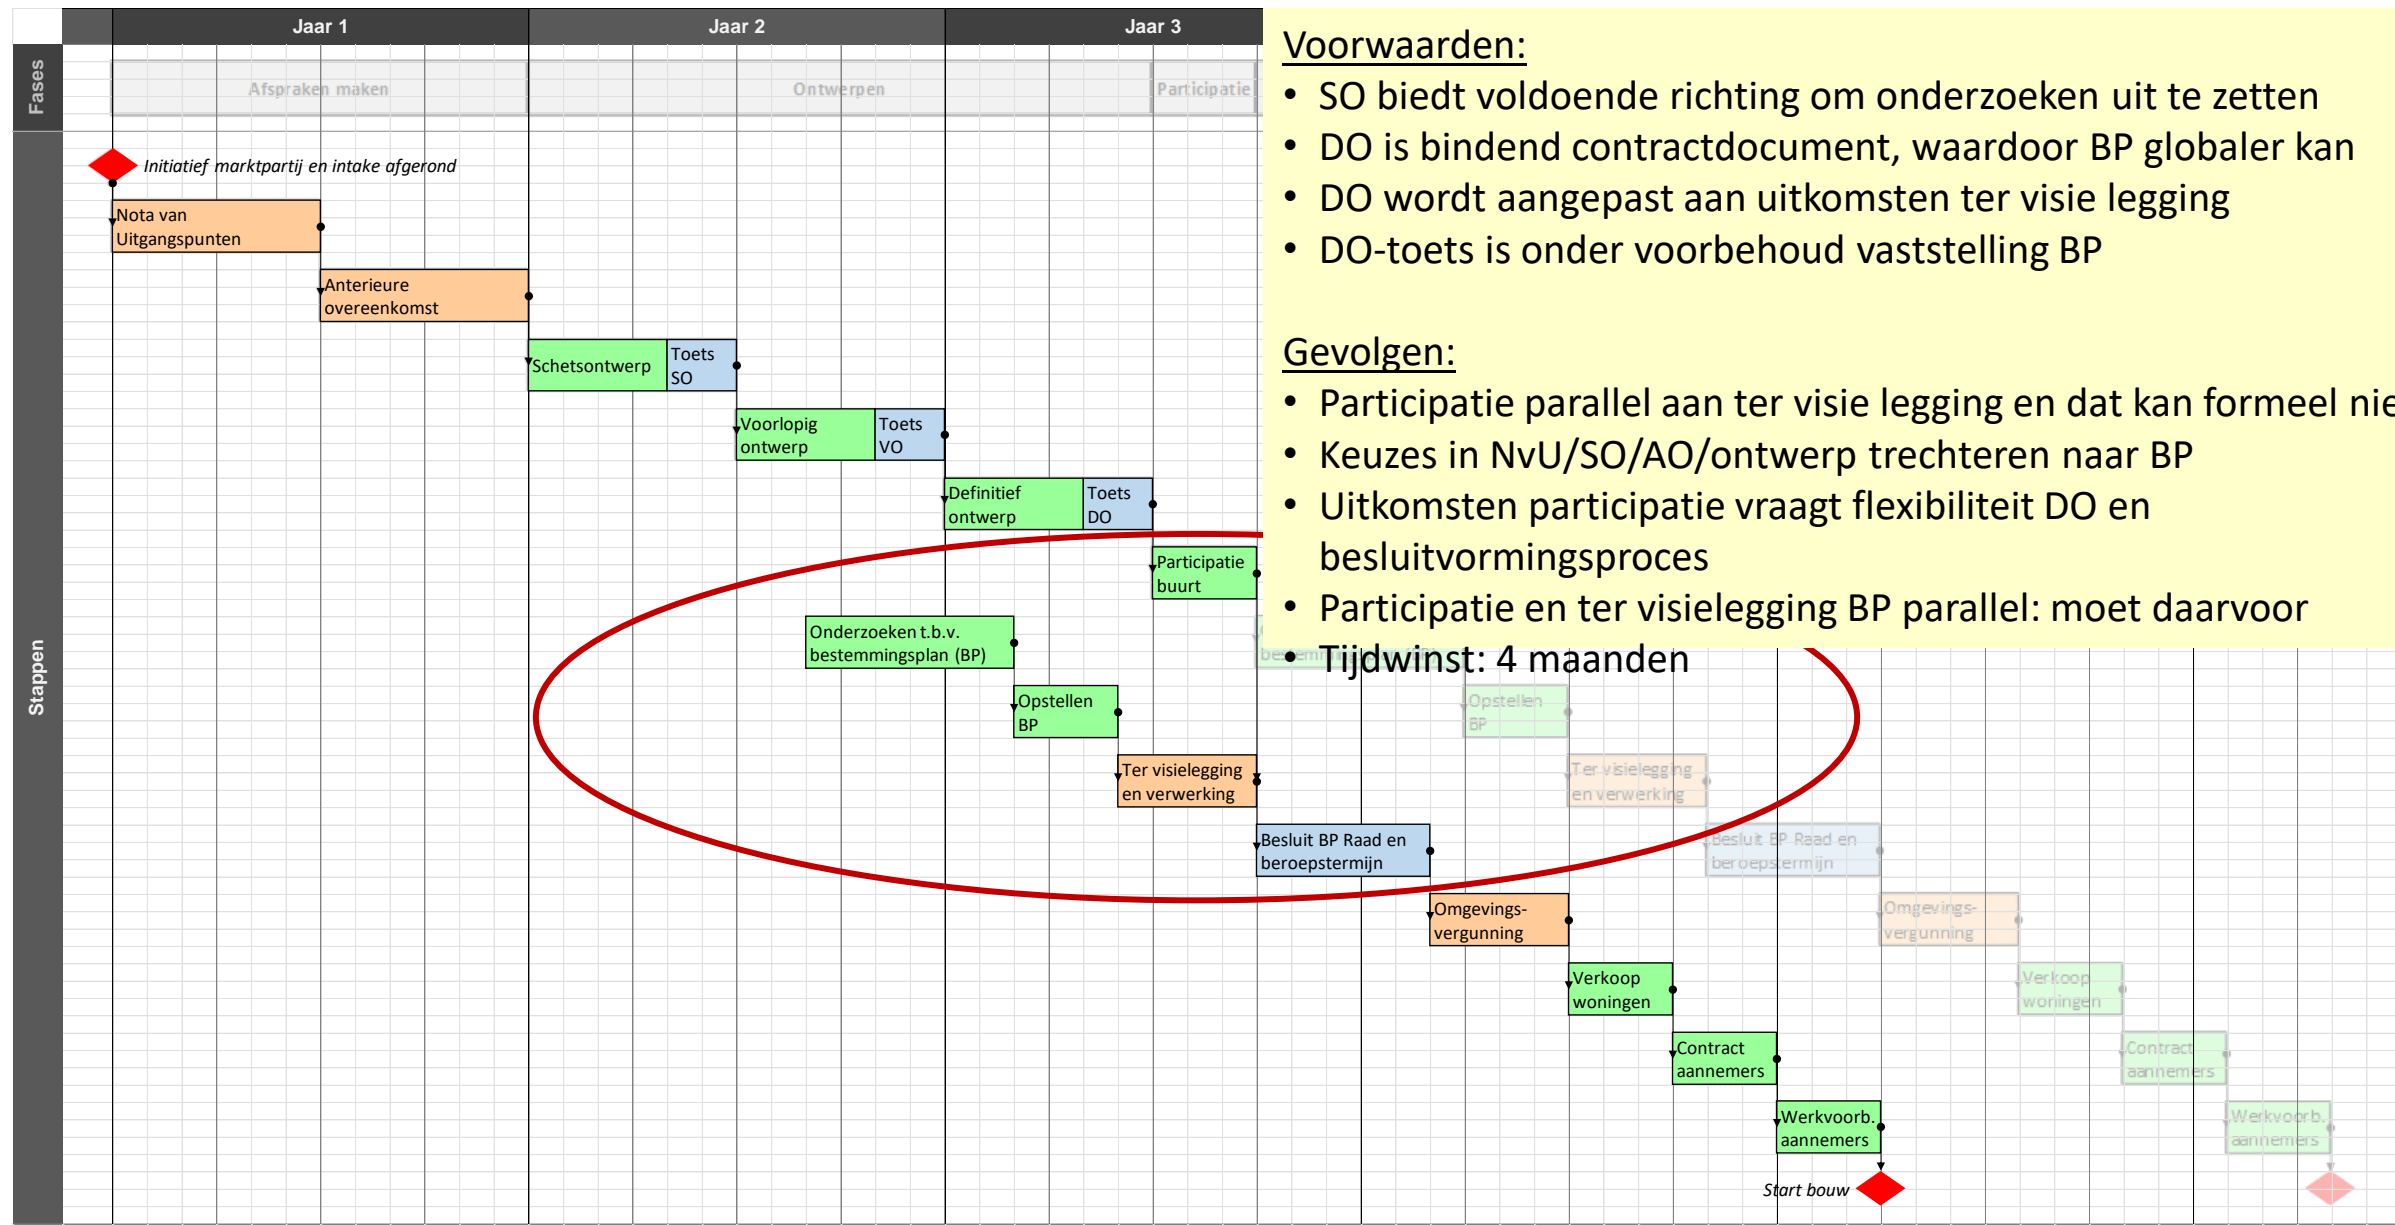 Jaar 1
Jaar 2
Jaar 3
Fases
Afspraken maken
Ontwerpen
Participatie
Stappen
Initiatief marktpartij en intake afgerond
Nota van
Uitgangspunten
Anterieure
overeenkomst
Schetsontwerp
Toets
SO
Voorlopig
ontwerp
Toets
VO
Definitief
ontwerp
Toets
DO
Participatie
buurt
Onderzoeken t.b.v.
bestemmingsplan (BP)
Opstellen
BP
Ter visielegging
en verwerking
Besluit BP Raad en
beroepstermijn
Omgevings-
vergunning
Verkoop
woningen
Contract
aannemers
Werkvoorb.
aannemers
Start bouw
Voorwaarden:
• SO biedt voldoende richting om onderzoeken uit te zetten
• DO is bindend contractdocument, waardoor BP globaler kan
• DO wordt aangepast aan uitkomsten ter visie legging
• DO-toets is onder voorbehoud vaststelling BP
Gevolgen:
• Participatie parallel aan ter visie legging en dat kan formeel nie
• Keuzes in NvU/SO/AO/ontwerp trechteren naar BP
• Uitkomsten participatie vraagt flexibiliteit DO en
besluitvormingsproces
• Participatie en ter visielegging BP parallel: moet daarvoor
• Tijdwinst: 4 maanden
Opstellen
BP
Ter visielegging
en verwerking
Besluit BP Raad en
beroepstermijn
Omgevings-
vergunning
Verkoop
woningen
Contract
aannemers
Werkvoorb.
aannemers